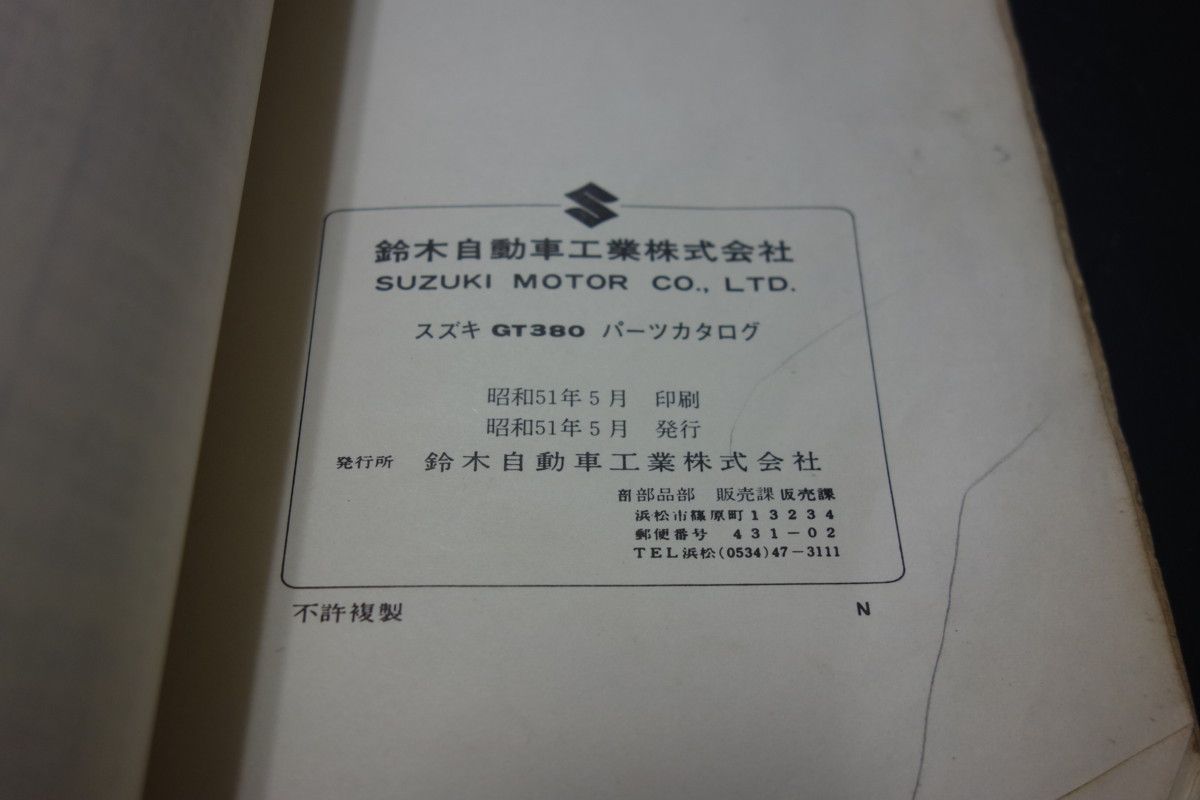 鈴木自動車工業株式会社
SUZUKI MOTOR CO., LTD.
スズキ GT380 パーツカタログ
昭和51年5月 印刷
昭和51年5月 発行
発行所 鈴木自動車工業株式会社
部品部 販売課 販売課
浜松市篠原町13234
郵便番号 431-02
TEL浜松(0534)47-3111
不許複製 N